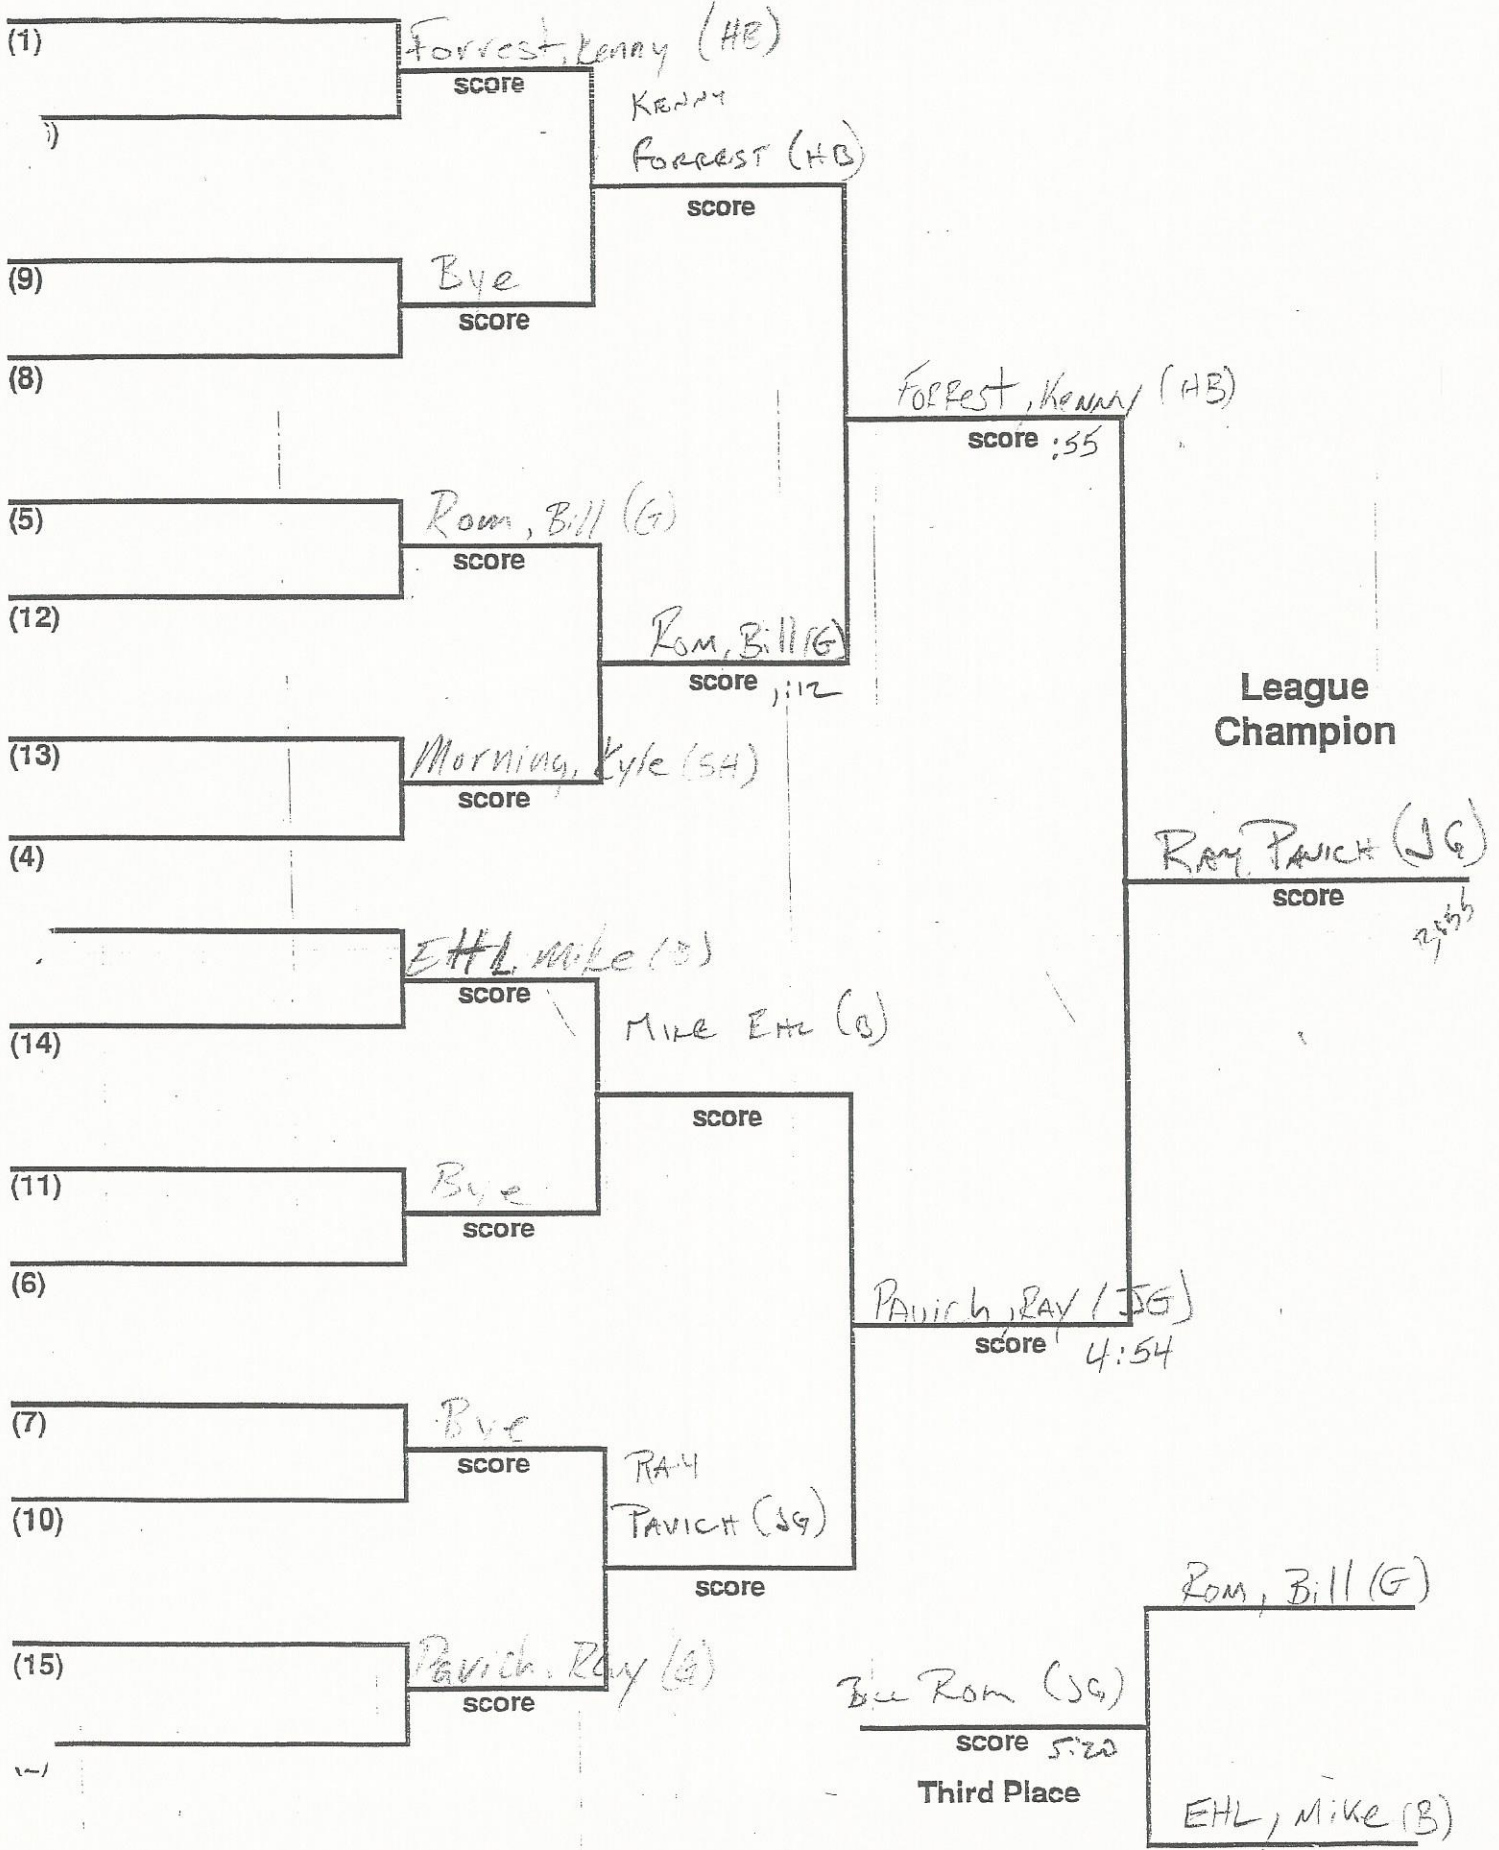 (1)
Forrest, Kenny (HB)
score
KENNY
FORREST (HB)
score
(9)
Bye
score
(8)
Forrest, Kenny (HB)
score :55
(5)
Rom, Bill (G)
score
(12)
Rom, Bill (G)
score :12
League
Champion
(13)
Morning, Kyle (SH)
score
(4)
RAY PAVICH (JG)
score
EHL, Mike (B)
score
(14)
MIKE EHL (B)
score
(11)
Bye
score
(6)
PAvich, RAY (JG)
score 4:54
(7)
Bye
score
(10)
RAY
PAVICH (JG)
score
Rom, Bill (G)
(15)
Pavich, Ray (G)
score
Bill Rom (JG)
score 5:20
Third Place
EHL, Mike (B)